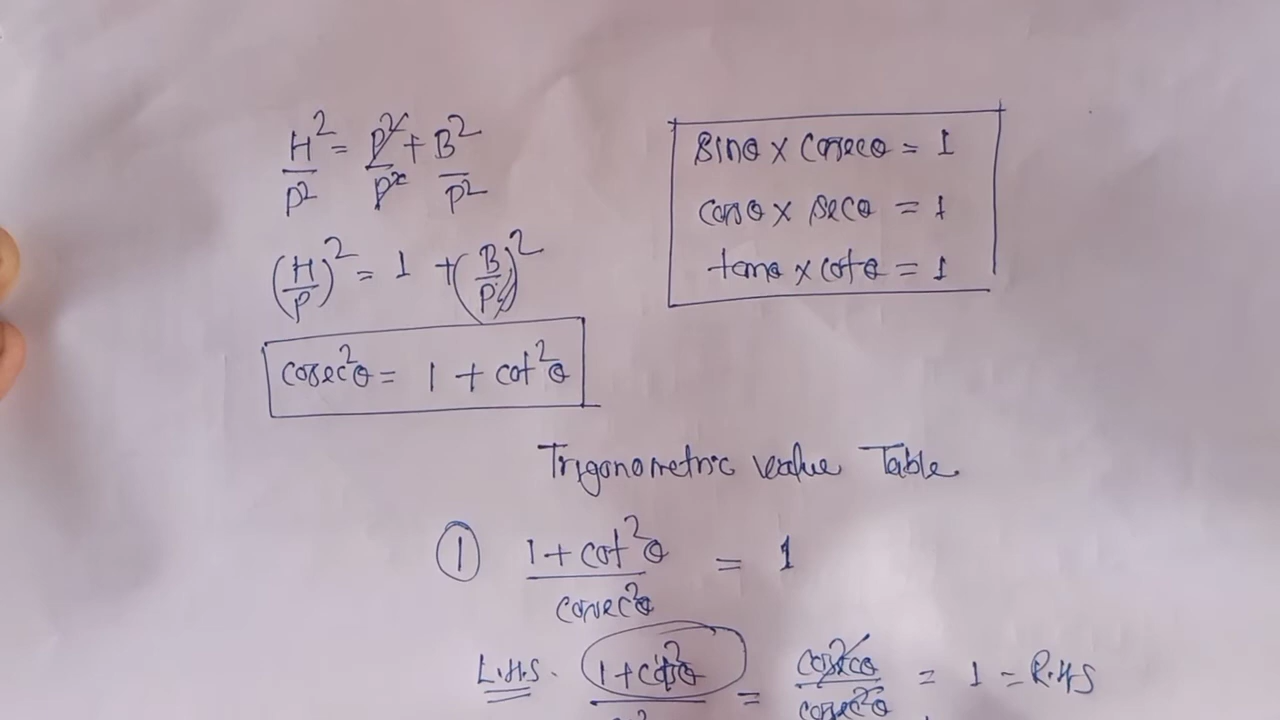 H²/P² = P²/P² + B²/P²
(H/P)² = 1 + (B/P)²
cosec²θ = 1 + cot²θ
sinθ × cosecθ = 1
cosθ × secθ = 1
tanθ × cotθ = 1
Trigonometric value Table
① (1 + cot²θ)/cosec²θ = 1
L.H.S. 1 + cot²θ = cosec²θ/cosec²θ = 1 = R.H.S